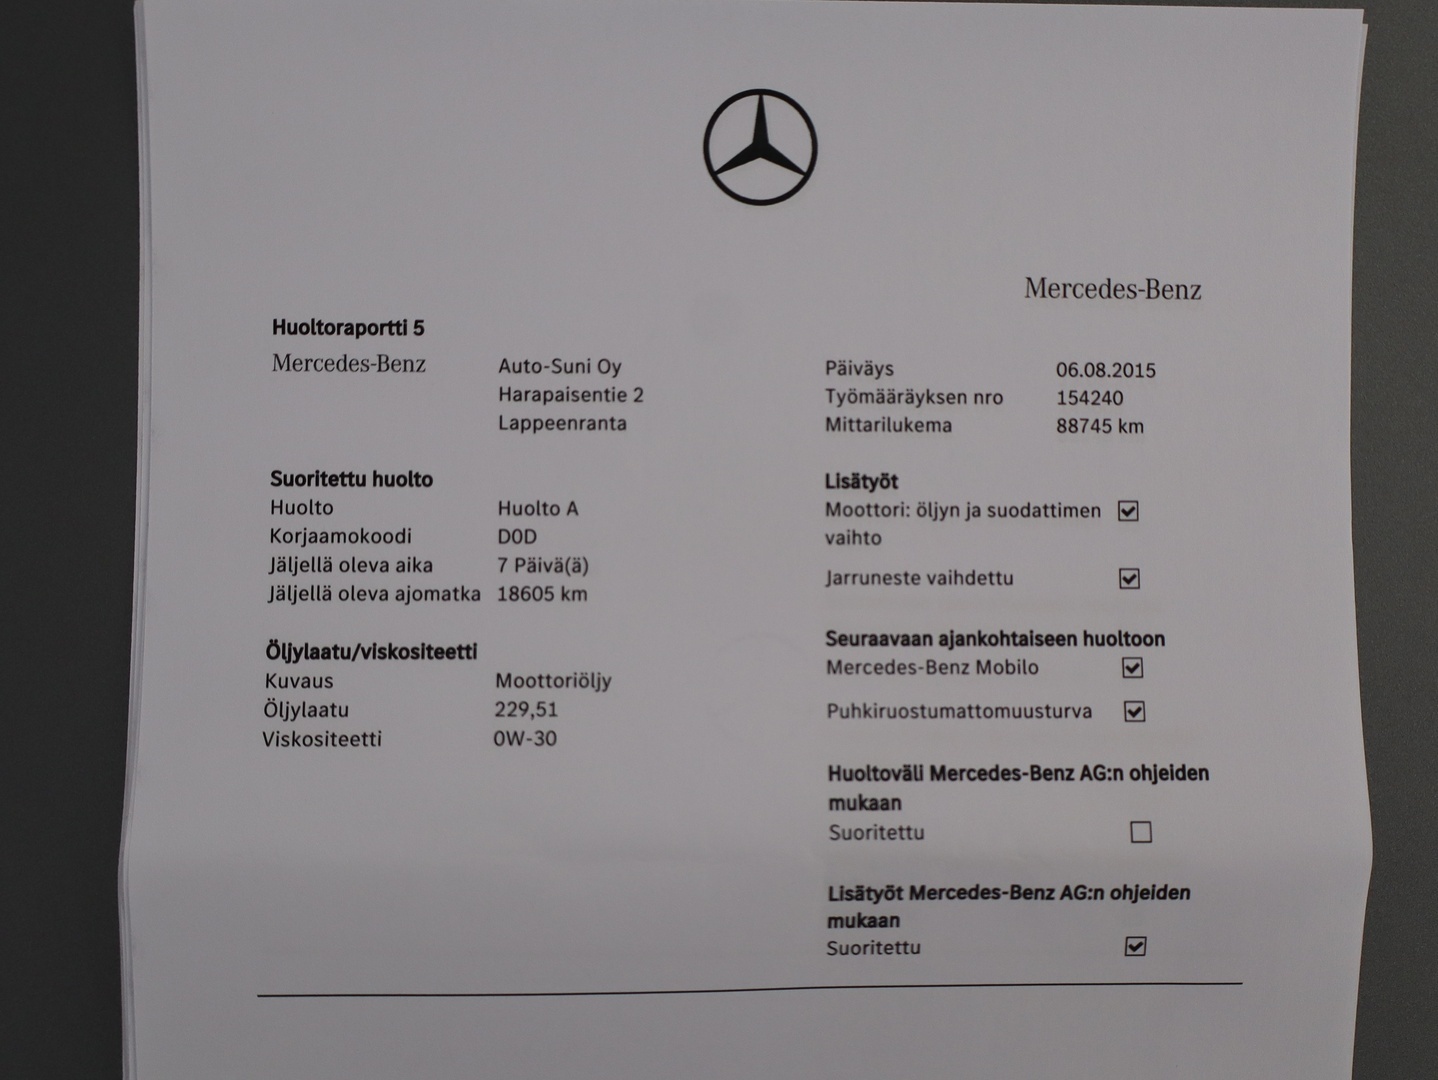 Mercedes-Benz
Huoltoraportti 5
Mercedes-Benz
Auto-Suni Oy
Harapaisentie 2
Lappeenranta
Päiväys 06.08.2015
Työmääräyksen nro 154240
Mittarilukema 88745 km
Suoritettu huolto
Huolto Huolto A
Korjaamokoodi D0D
Jäljellä oleva aika 7 Päivä(ä)
Jäljellä oleva ajomatka 18605 km
Öljylaatu/viskositeetti
Kuvaus Moottoriöljy
Öljylaatu 229,51
Viskositeetti 0W-30
Lisätyöt
Moottori: öljyn ja suodattimen
vaihto
Jarruneste vaihdettu
Seuraavaan ajankohtaiseen huoltoon
Mercedes-Benz Mobilo
Puhkiruostumattomuusturva
Huoltoväli Mercedes-Benz AG:n ohjeiden
mukaan
Suoritettu
Lisätyöt Mercedes-Benz AG:n ohjeiden
mukaan
Suoritettu